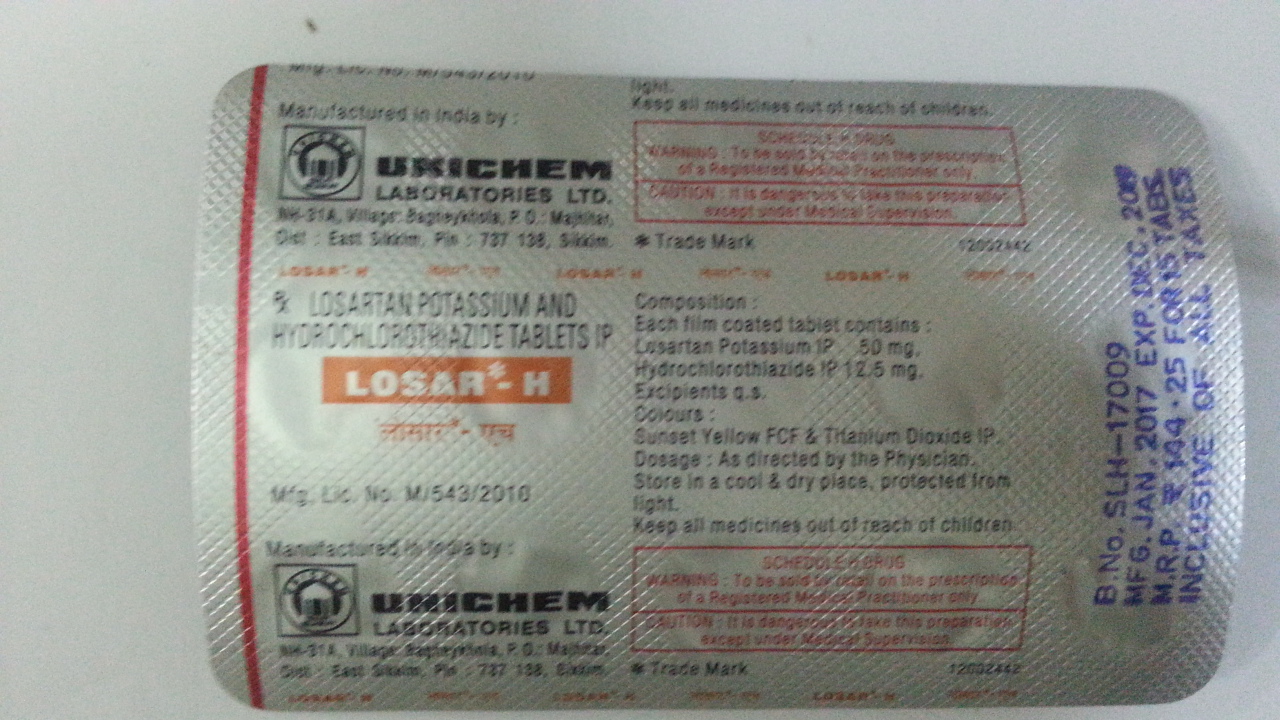 Mfg. Lic. No. M/543/2010
Manufactured in India by :
UNICHEM
LABORATORIES LTD.
NH-31A, Village: Bagheykhola, P. O.: Majhitar,
Dist : East Sikkim, Pin : 737 138, Sikkim.
light.
Keep all medicines out of reach of children.
SCHEDULE H DRUG
WARNING : To be sold by retail on the prescription
of a Registered Medical Practitioner only.
CAUTION : It is dangerous to take this preparation
except under Medical Supervision.
* Trade Mark 12002442
LOSAR*- H लोसार*- एच LOSAR*- H लोसार*- एच LOSAR*- H लोसार*- एच
℞ LOSARTAN POTASSIUM AND
HYDROCHLOROTHIAZIDE TABLETS IP
LOSAR*- H
लोसार*- एच
Mfg. Lic. No. M/543/2010
Composition :
Each film coated tablet contains :
Losartan Potassium IP 50 mg.
Hydrochlorothiazide IP 12.5 mg.
Excipients q.s.
Colours :
Sunset Yellow FCF & Titanium Dioxide IP.
Dosage : As directed by the Physician.
Store in a cool & dry place, protected from
light.
Keep all medicines out of reach of children
Manufactured in India by :
UNICHEM
LABORATORIES LTD.
NH-31A, Village: Bagheykhola, P. O.: Majhitar,
Dist : East Sikkim, Pin : 737 138, Sikkim.
SCHEDULE H DRUG
WARNING : To be sold by retail on the prescription
of a Registered Medical Practitioner only.
CAUTION : It is dangerous to take this preparation
except under Medical Supervision.
* Trade Mark 12002442
LOSAR*- H लोसार*- एच LOSAR*- H लोसार*- एच LOSAR*- H लोसार*- एच
B.No. SLH-17009
MFG. JAN. 2017 EXP. DEC. 2019
M.R.P. ₹ 144.25 FOR 15 TABS.
INCLUSIVE OF ALL TAXES